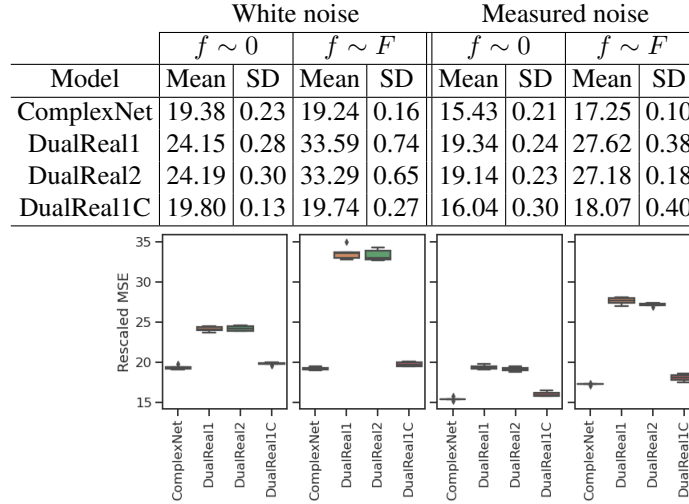 White noise Measured noise
f ∼ 0 f ∼ F f ∼ 0 f ∼ F
Model Mean SD Mean SD Mean SD Mean SD
ComplexNet 19.38 0.23 19.24 0.16 15.43 0.21 17.25 0.10
DualReal1 24.15 0.28 33.59 0.74 19.34 0.24 27.62 0.38
DualReal2 24.19 0.30 33.29 0.65 19.14 0.23 27.18 0.18
DualReal1C 19.80 0.13 19.74 0.27 16.04 0.30 18.07 0.40
Rescaled MSE
35
30
25
20
15
ComplexNet DualReal1 DualReal2 DualReal1C ComplexNet DualReal1 DualReal2 DualReal1C ComplexNet DualReal1 DualReal2 DualReal1C ComplexNet DualReal1 DualReal2 DualReal1C